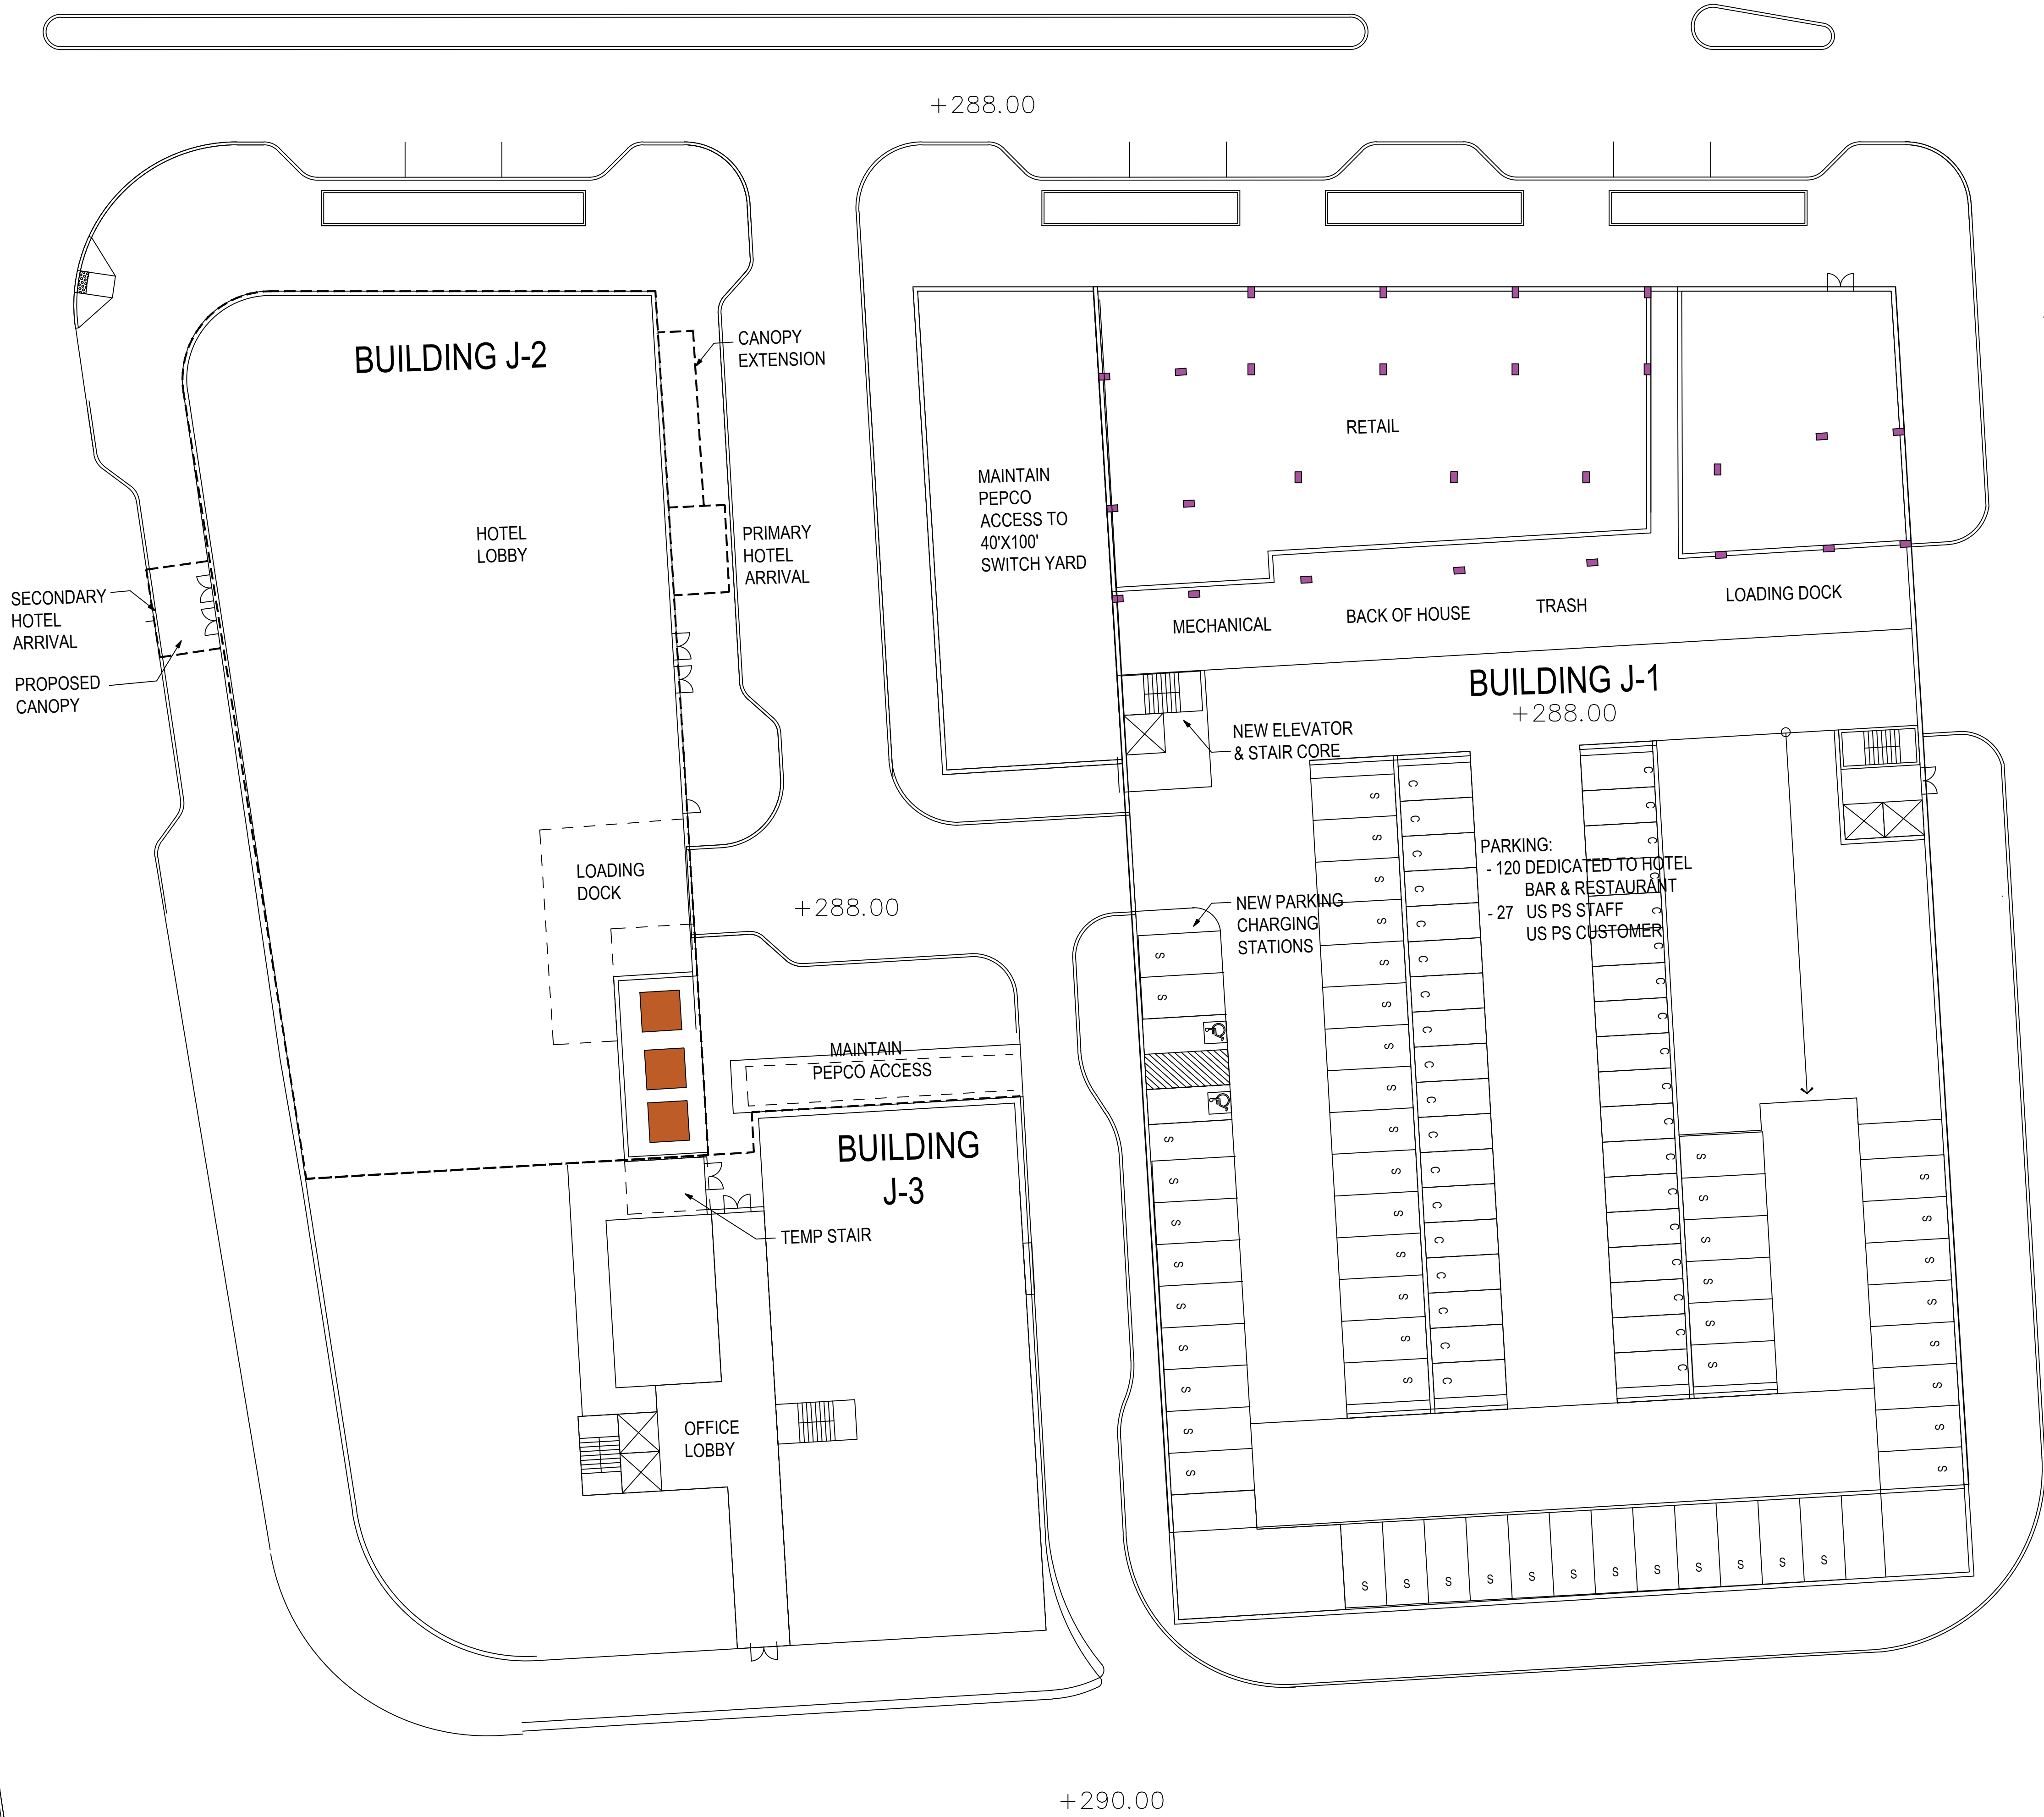 +288.00
BUILDING J-2
CANOPY
EXTENSION
HOTEL
LOBBY
PRIMARY
HOTEL
ARRIVAL
SECONDARY
HOTEL
ARRIVAL
PROPOSED
CANOPY
LOADING
DOCK
+288.00
MAINTAIN
PEPCO ACCESS
BUILDING
J-3
TEMP STAIR
OFFICE
LOBBY
MAINTAIN
PEPCO
ACCESS TO
40'X100'
SWITCH YARD
RETAIL
MECHANICAL
BACK OF HOUSE
TRASH
LOADING DOCK
BUILDING J-1
+288.00
NEW ELEVATOR
& STAIR CORE
PARKING:
- 120 DEDICATED TO HOTEL
BAR & RESTAURANT
- 27 US PS STAFF
US PS CUSTOMER
NEW PARKING
CHARGING
STATIONS
S S S S S S S S S S S S
+290.00